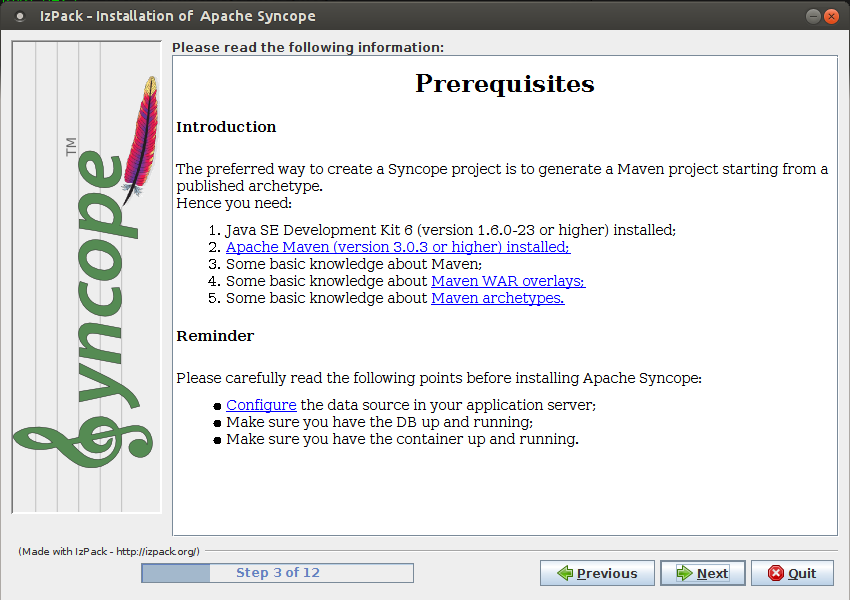 IzPack - Installation of  Apache Syncope
Please read the following information:
Prerequisites
Introduction
The preferred way to create a Syncope project is to generate a Maven project starting from a
published archetype.
Hence you need:
1. Java SE Development Kit 6 (version 1.6.0-23 or higher) installed;
2. Apache Maven (version 3.0.3 or higher) installed;
3. Some basic knowledge about Maven;
4. Some basic knowledge about Maven WAR overlays;
5. Some basic knowledge about Maven archetypes.
Reminder
Please carefully read the following points before installing Apache Syncope:
● Configure the data source in your application server;
● Make sure you have the DB up and running;
● Make sure you have the container up and running.
Syncope™
(Made with IzPack - http://izpack.org/)
Step 3 of 12
Previous
Next
Quit